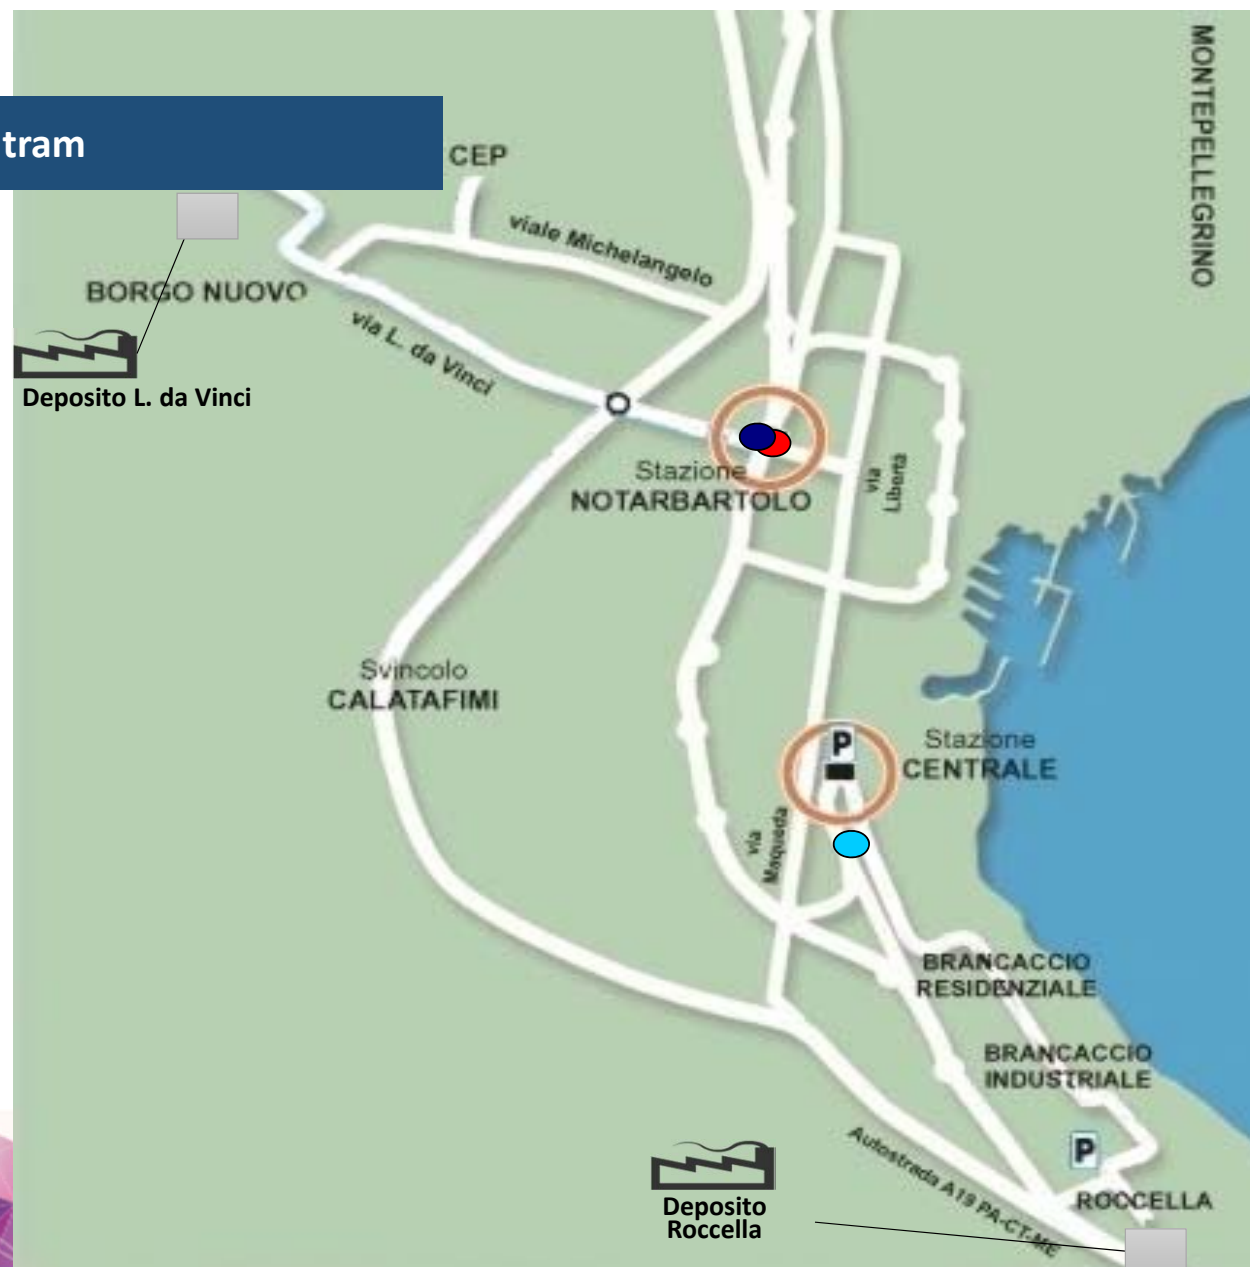 tram
CEP
MONTEPELLEGRINO
viale Michelangelo
BORGO NUOVO
via L. da Vinci
Deposito L. da Vinci
Stazione
NOTARBARTOLO
via
Libertà
Svincolo
CALATAFIMI
P
Stazione
CENTRALE
via
Maqueda
BRANCACCIO
RESIDENZIALE
BRANCACCIO
INDUSTRIALE
P
Autostrada A19 PA-CT-ME
Deposito
Roccella
ROCCELLA